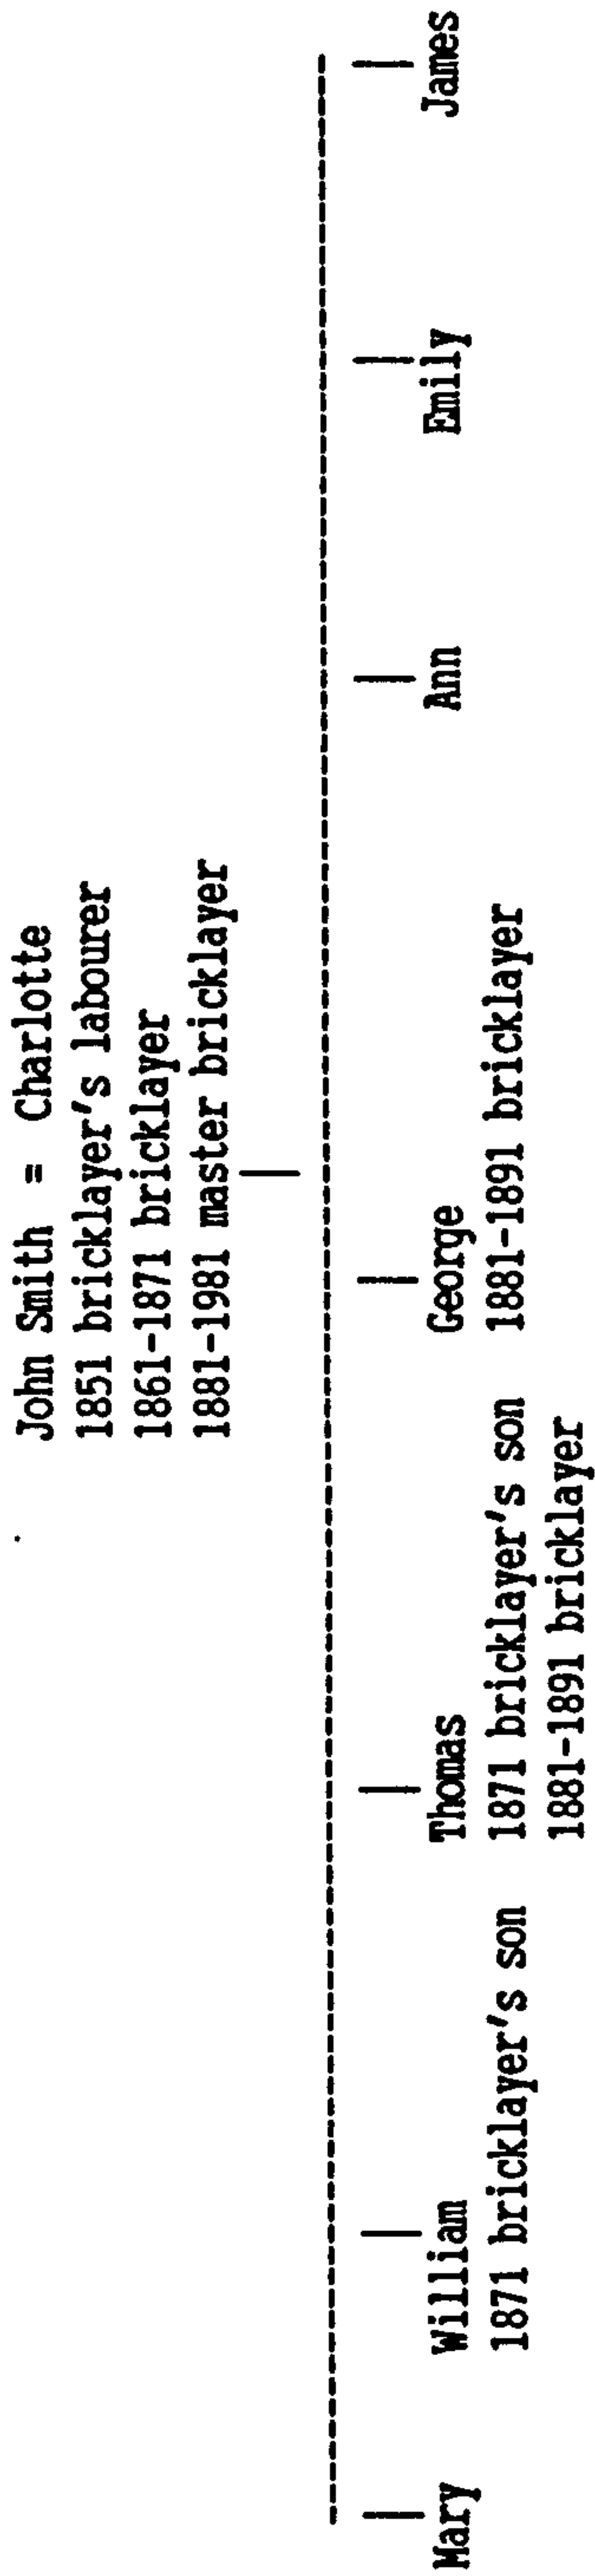 John Smith = Charlotte
1851 bricklayer's labourer
1861-1871 bricklayer
1881-1981 master bricklayer
Mary William Thomas George Ann Emily James
1871 bricklayer's son 1871 bricklayer's son 1881-1891 bricklayer
1881-1891 bricklayer